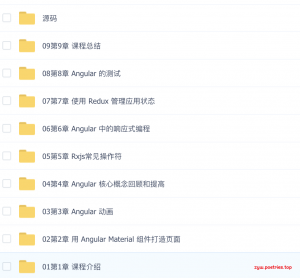 源码
09第9章 课程总结
08第8章 Angular 的测试
07第7章 使用 Redux 管理应用状态
06第6章 Angular 中的响应式编程
05第5章 Rxjs常见操作符
04第4章 Angular 核心概念回顾和提高
03第3章 Angular 动画
02第2章 用 Angular Material 组件打造页面
01第1章 课程介绍
zyp.poetries.top